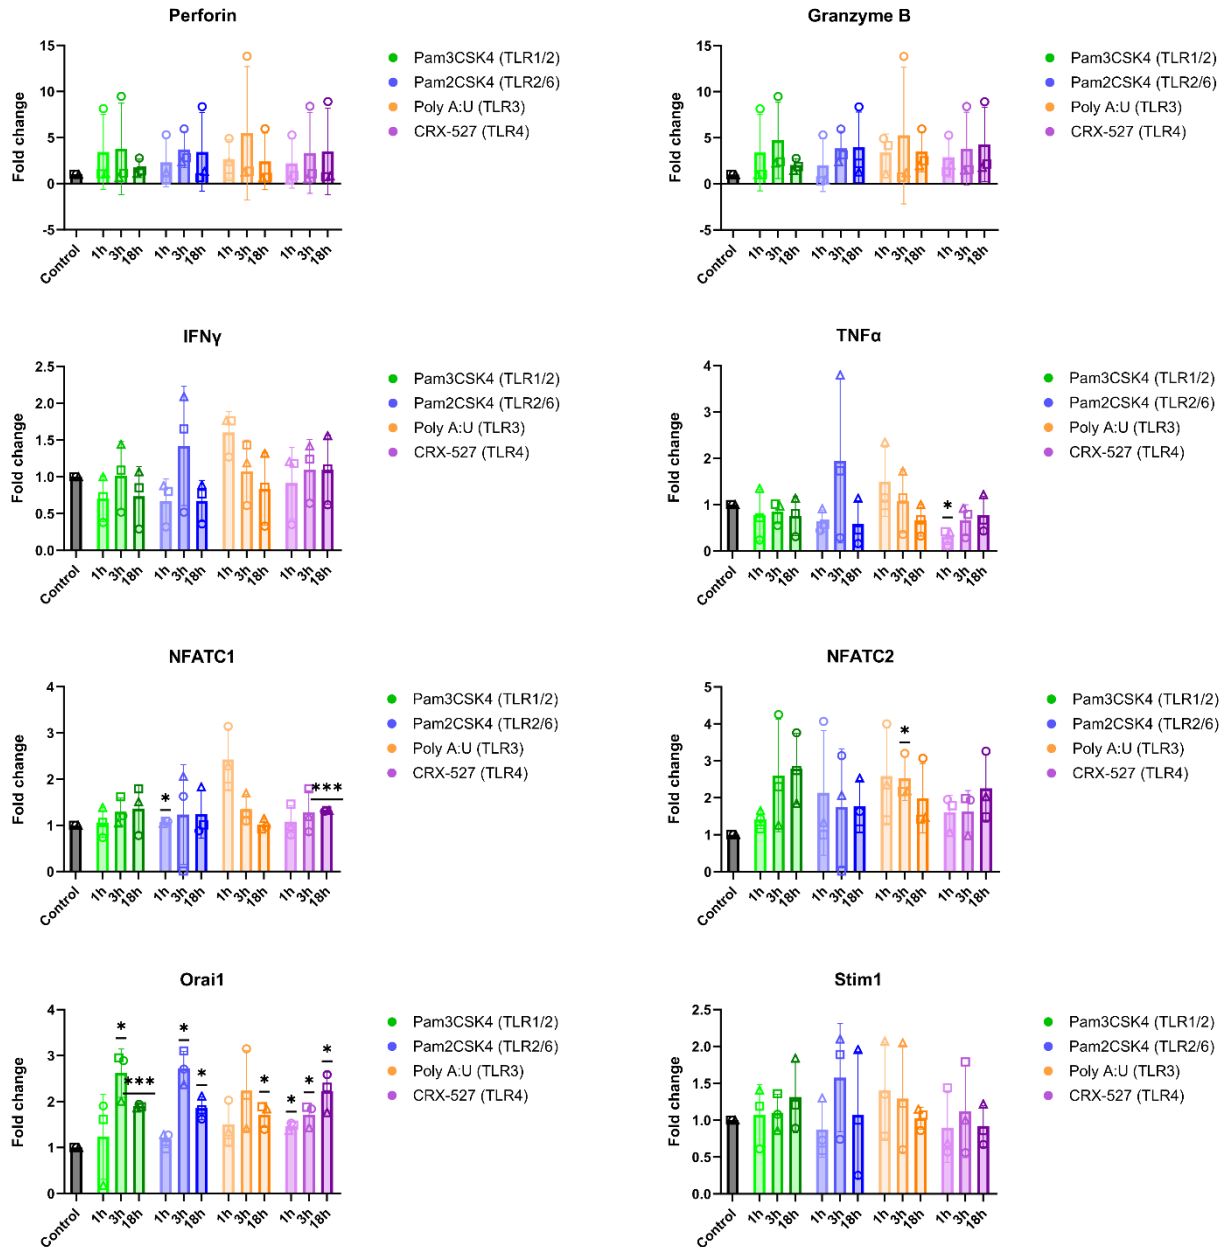 Perforin
Fold change
15
10
5
0
-5
Control
1h
3h
18h
1h
3h
18h
1h
3h
18h
1h
3h
18h
Pam3CSK4 (TLR1/2)
Pam2CSK4 (TLR2/6)
Poly A:U (TLR3)
CRX-527 (TLR4)
Granzyme B
Fold change
15
10
5
0
-5
Control
1h
3h
18h
1h
3h
18h
1h
3h
18h
1h
3h
18h
Pam3CSK4 (TLR1/2)
Pam2CSK4 (TLR2/6)
Poly A:U (TLR3)
CRX-527 (TLR4)
IFNγ
Fold change
2.5
2.0
1.5
1.0
0.5
0.0
Control
1h
3h
18h
1h
3h
18h
1h
3h
18h
1h
3h
18h
Pam3CSK4 (TLR1/2)
Pam2CSK4 (TLR2/6)
Poly A:U (TLR3)
CRX-527 (TLR4)
TNFα
Fold change
4
3
2
1
0
*
Control
1h
3h
18h
1h
3h
18h
1h
3h
18h
1h
3h
18h
Pam3CSK4 (TLR1/2)
Pam2CSK4 (TLR2/6)
Poly A:U (TLR3)
CRX-527 (TLR4)
NFATC1
Fold change
4
3
2
1
0
*
***
Control
1h
3h
18h
1h
3h
18h
1h
3h
18h
1h
3h
18h
Pam3CSK4 (TLR1/2)
Pam2CSK4 (TLR2/6)
Poly A:U (TLR3)
CRX-527 (TLR4)
NFATC2
Fold change
5
4
3
2
1
0
*
Control
1h
3h
18h
1h
3h
18h
1h
3h
18h
1h
3h
18h
Pam3CSK4 (TLR1/2)
Pam2CSK4 (TLR2/6)
Poly A:U (TLR3)
CRX-527 (TLR4)
Orai1
Fold change
4
3
2
1
0
*
***
*
*
*
*
*
*
Control
1h
3h
18h
1h
3h
18h
1h
3h
18h
1h
3h
18h
Pam3CSK4 (TLR1/2)
Pam2CSK4 (TLR2/6)
Poly A:U (TLR3)
CRX-527 (TLR4)
Stim1
Fold change
2.5
2.0
1.5
1.0
0.5
0.0
Control
1h
3h
18h
1h
3h
18h
1h
3h
18h
1h
3h
18h
Pam3CSK4 (TLR1/2)
Pam2CSK4 (TLR2/6)
Poly A:U (TLR3)
CRX-527 (TLR4)